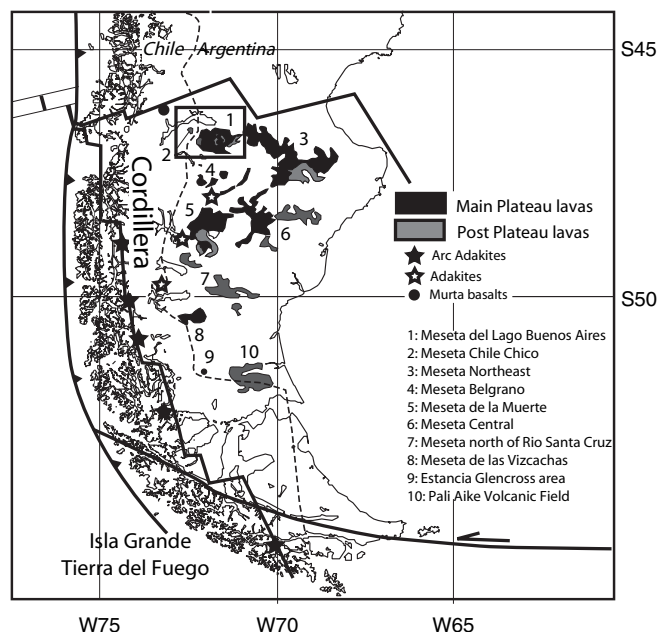 Chile Argentina
S45
1
2
3
4
Cordillera
5
6
Main Plateau lavas
Post Plateau lavas
Arc Adakites
Adakites
Murta basalts
7
S50
8
9
10
1: Meseta del Lago Buenos Aires
2: Meseta Chile Chico
3: Meseta Northeast
4: Meseta Belgrano
5: Meseta de la Muerte
6: Meseta Central
7: Meseta north of Rio Santa Cruz
8: Meseta de las Vizcachas
9: Estancia Glencross area
10: Pali Aike Volcanic Field
Isla Grande
Tierra del Fuego
S55
W75
W70
W65